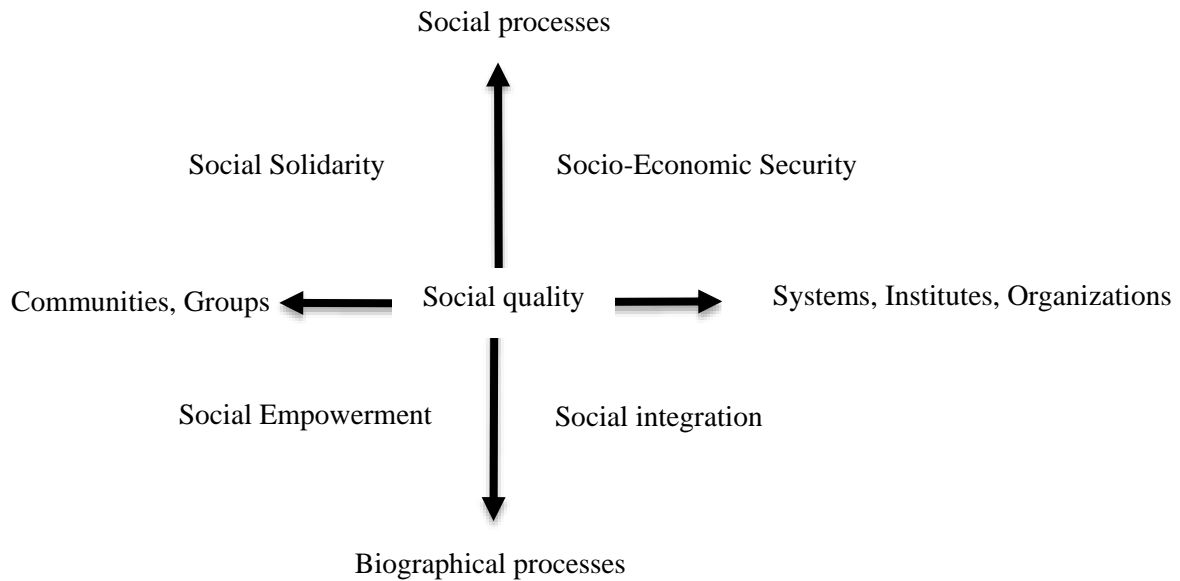 Social processes
Social Solidarity
Socio-Economic Security
Communities, Groups
Social quality
Systems, Institutes, Organizations
Social Empowerment
Social integration
Biographical processes